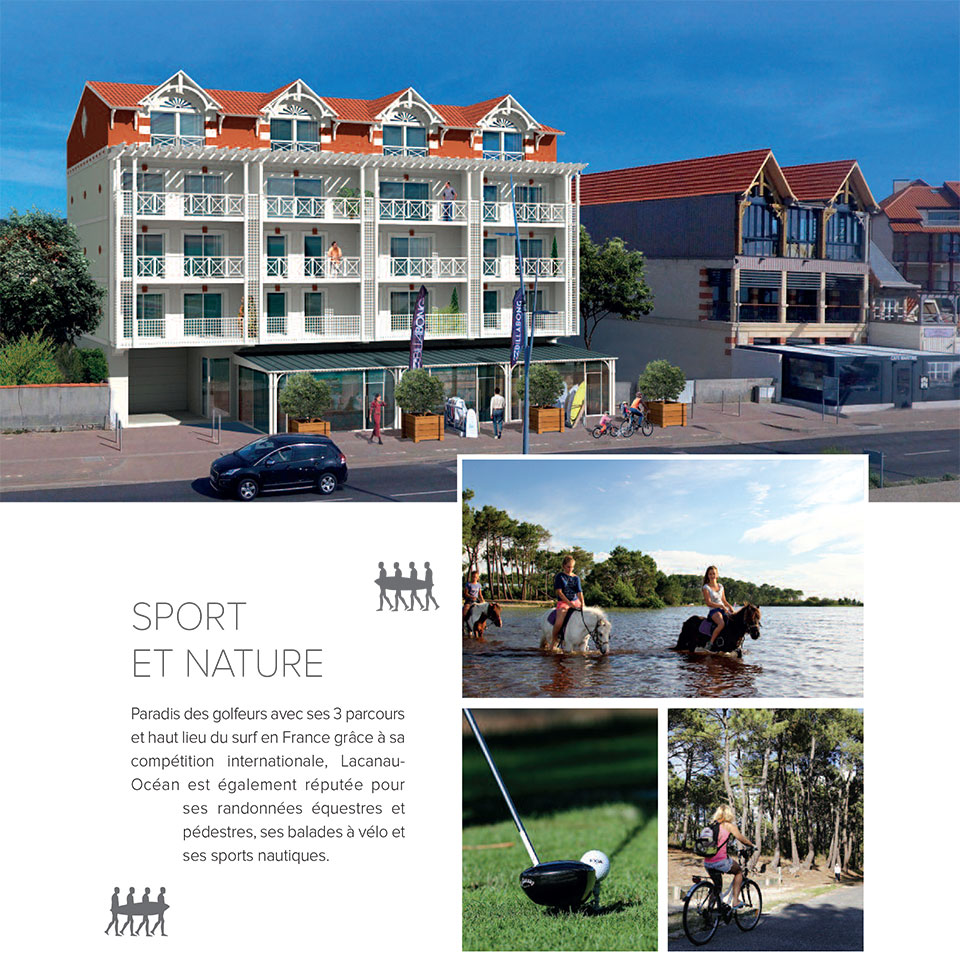 BILLABONG
SPORT
ET NATURE
Paradis des golfeurs avec ses 3 parcours
et haut lieu du surf en France grâce à sa
compétition internationale, Lacanau-
Océan est également réputée pour
ses randonnées équestres et
pédestres, ses balades à vélo et
ses sports nautiques.